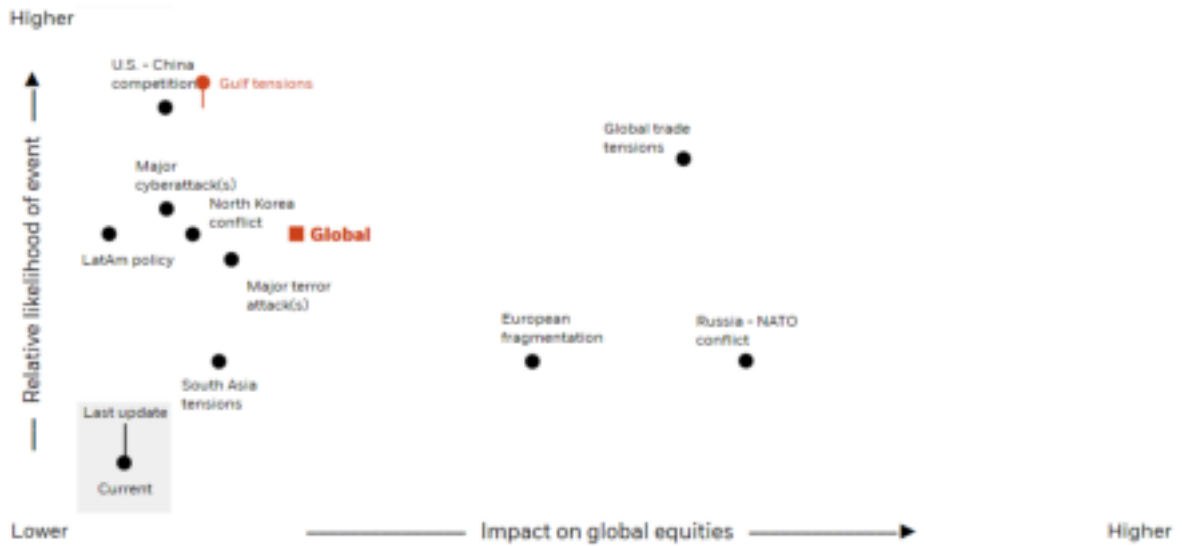 Higher
U.S. - China
competition
Gulf tensions
Global trade
tensions
Major
cyberattack(s)
North Korea
conflict
Global
LatAm policy
Major terror
attack(s)
European
fragmentation
Russia - NATO
conflict
South Asia
tensions
Last update
Current
Relative likelihood of event
Lower
Impact on global equities
Higher